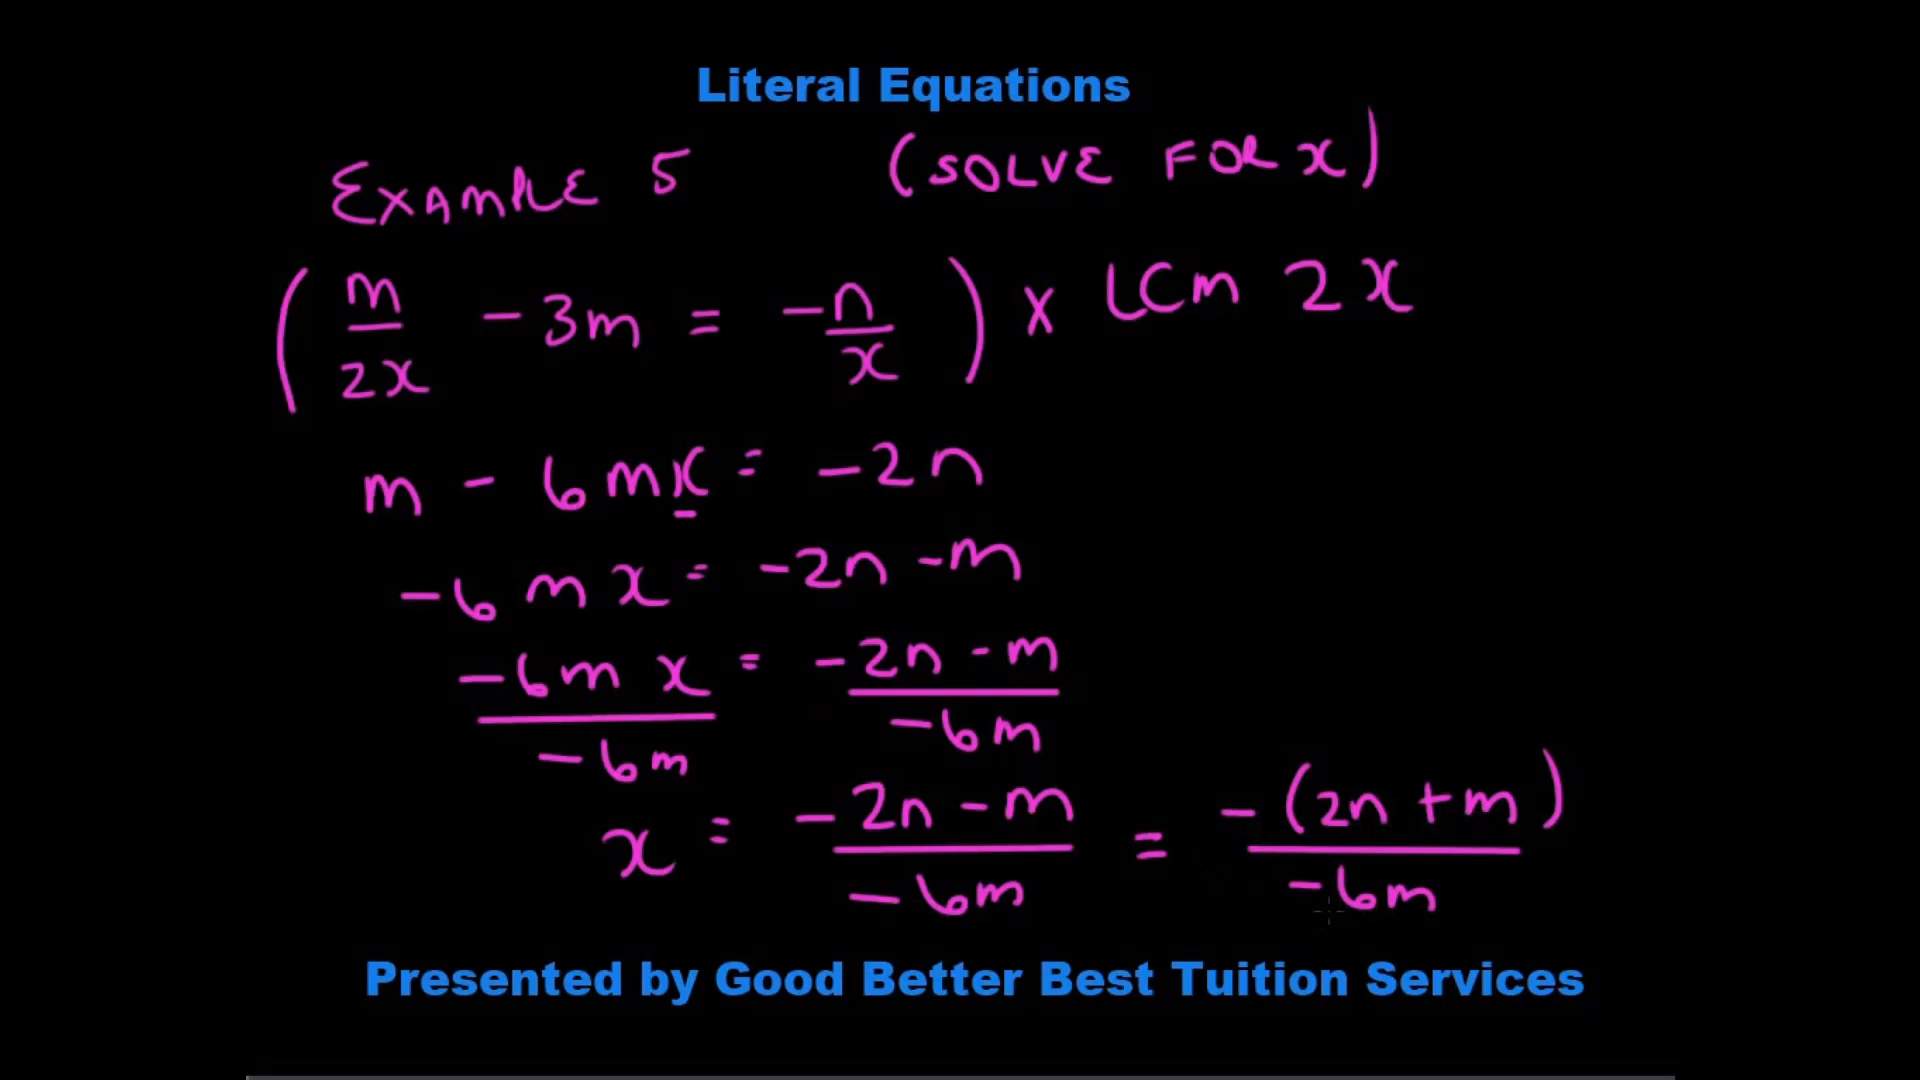 Literal Equations
EXAMPLE 5 (SOLVE FOR x)
(m/2x - 3m = -n/x) × LCM 2x
m - 6mx = -2n
-6mx = -2n - m
-6mx/-6m = -2n - m/-6m
x = -2n - m/-6m = -(2n + m)/-6m
Presented by Good Better Best Tuition Services